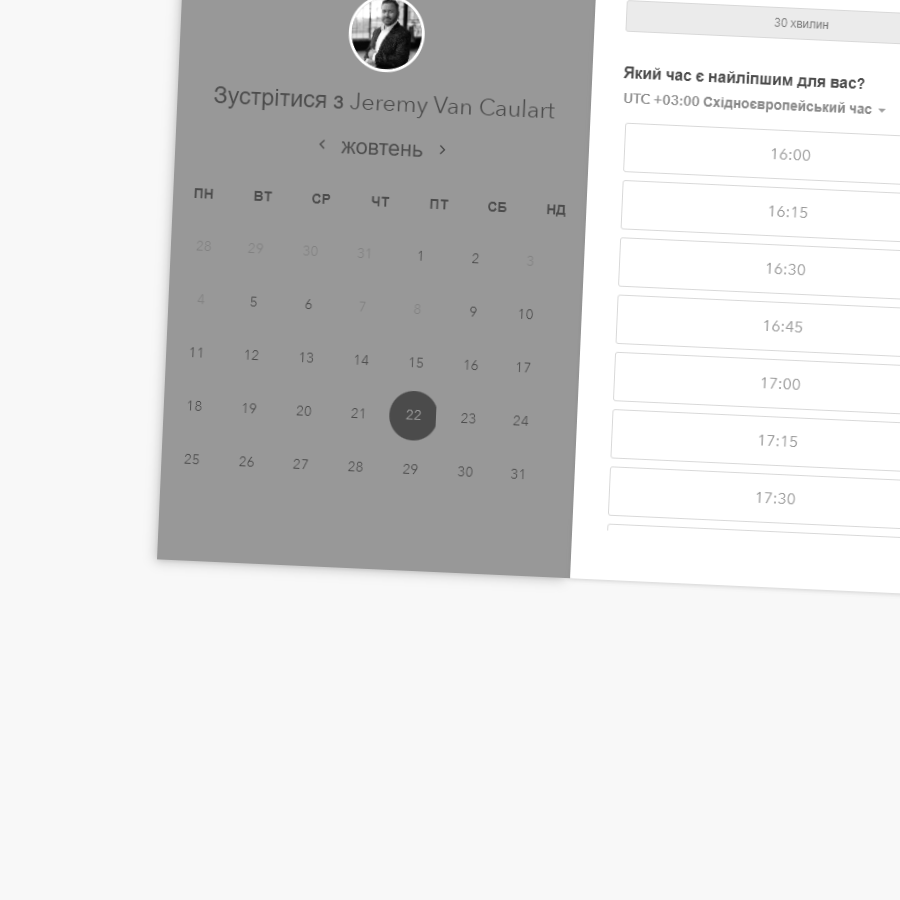 Зустрітися з Jeremy Van Caulart
жовтень
ПН ВТ СР ЧТ ПТ СБ НД
28 29 30 31 1 2 3
4 5 6 7 8 9 10
11 12 13 14 15 16 17
18 19 20 21 22 23 24
25 26 27 28 29 30 31
30 хвилин
Який час є найліпшим для вас?
UTC +03:00 Східноєвропейський час
16:00
16:15
16:30
16:45
17:00
17:15
17:30